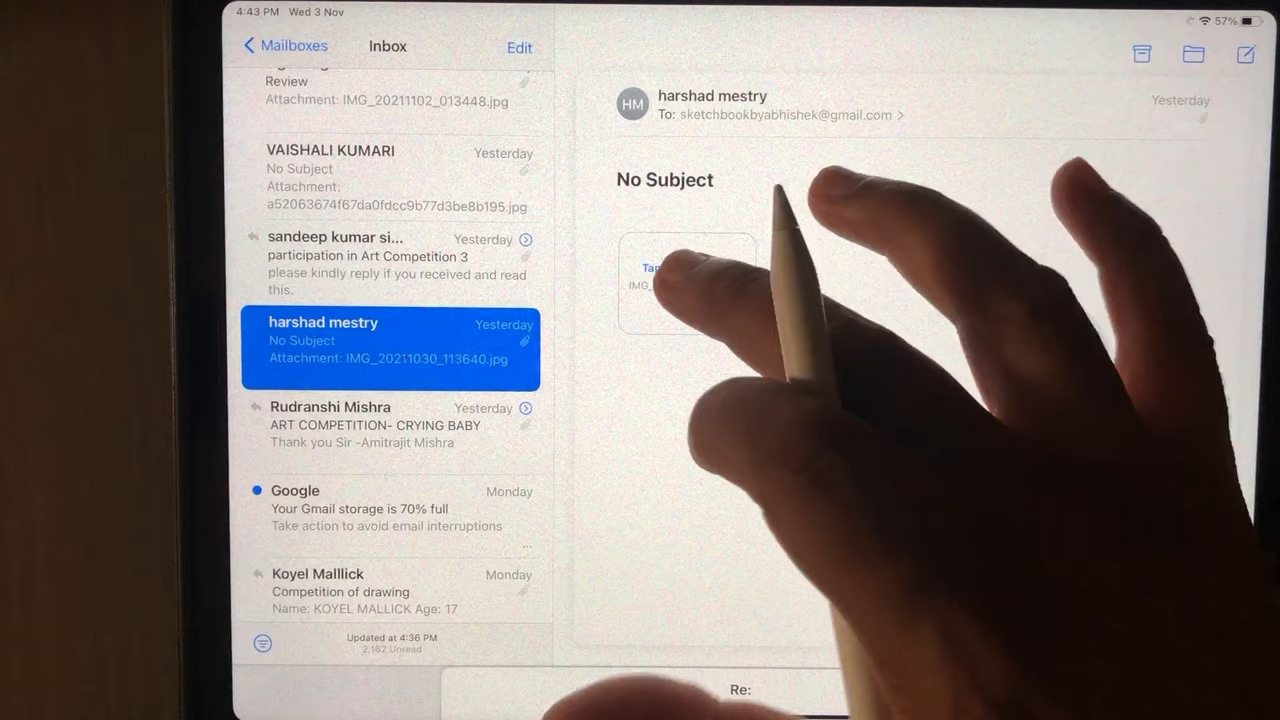 4:43 PM Wed 3 Nov
57%
Mailboxes
Inbox
Edit
Review
Attachment: IMG_20211102_013448.jpg
VAISHALI KUMARI
Yesterday
No Subject
Attachment:
a52063674f67da0fdcc9b77d3be8b195.jpg
sandeep kumar si...
Yesterday
participation in Art Competition 3
please kindly reply if you received and read
this.
harshad mestry
Yesterday
No Subject
Attachment: IMG_20211030_113640.jpg
Rudranshi Mishra
Yesterday
ART COMPETITION- CRYING BABY
Thank you Sir -Amitrajit Mishra
Google
Monday
Your Gmail storage is 70% full
Take action to avoid email interruptions
...
Koyel Malllick
Monday
Competition of drawing
Name: KOYEL MALLICK Age: 17
Updated at 4:36 PM
2,162 Unread
HM
harshad mestry
Yesterday
To: sketchbookbyabhishek@gmail.com
No Subject
IMG_
Re: